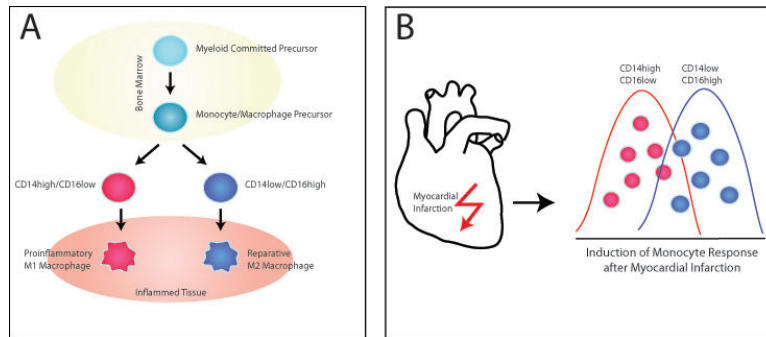 A
Myeloid Committed Precursor
Bone Marrow
Monocyte/Macrophage Precursor
CD14high/CD16low
CD14low/CD16high
Proinflammatory
M1 Macrophage
Reparative
M2 Macrophage
Inflammed Tissue
B
CD14high
CD16low
CD14low
CD16high
Myocardial
Infarction
Induction of Monocyte Response
after Myocardial Infarction